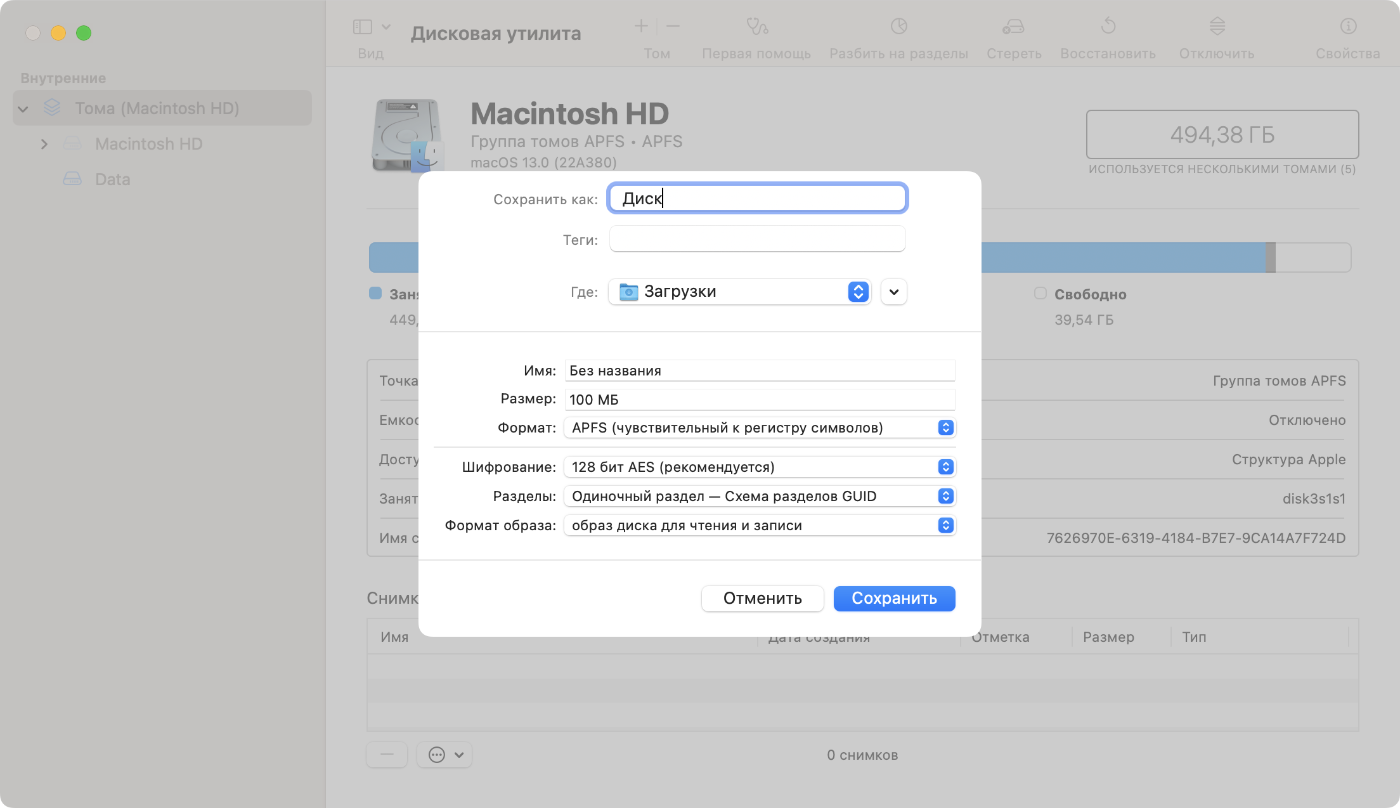 Дисковая утилита
Вид
Том
Первая помощь
Разбить на разделы
Стереть
Восстановить
Отключить
Свойства
Внутренние
Тома (Macintosh HD)
Macintosh HD
Data
Macintosh HD
Группа томов APFS • APFS
macOS 13.0 (22A380)
494,38 ГБ
ИСПОЛЬЗУЕТСЯ НЕСКОЛЬКИМИ ТОМАМИ (5)
Сохранить как: Диск
Теги:
Где: Загрузки
Свободно
449,
39,54 ГБ
Имя: Без названия
Размер: 100 МБ
Формат: APFS (чувствительный к регистру символов)
Шифрование: 128 бит AES (рекомендуется)
Разделы: Одиночный раздел — Схема разделов GUID
Формат образа: образ диска для чтения и записи
Отменить
Сохранить
Точка
Группа томов APFS
Отключено
Структура Apple
disk3s1s1
Имя с
7626970E-6319-4184-B7E7-9CA14A7F724D
Имя
Дата создания
Отметка
Размер
Тип
0 снимков